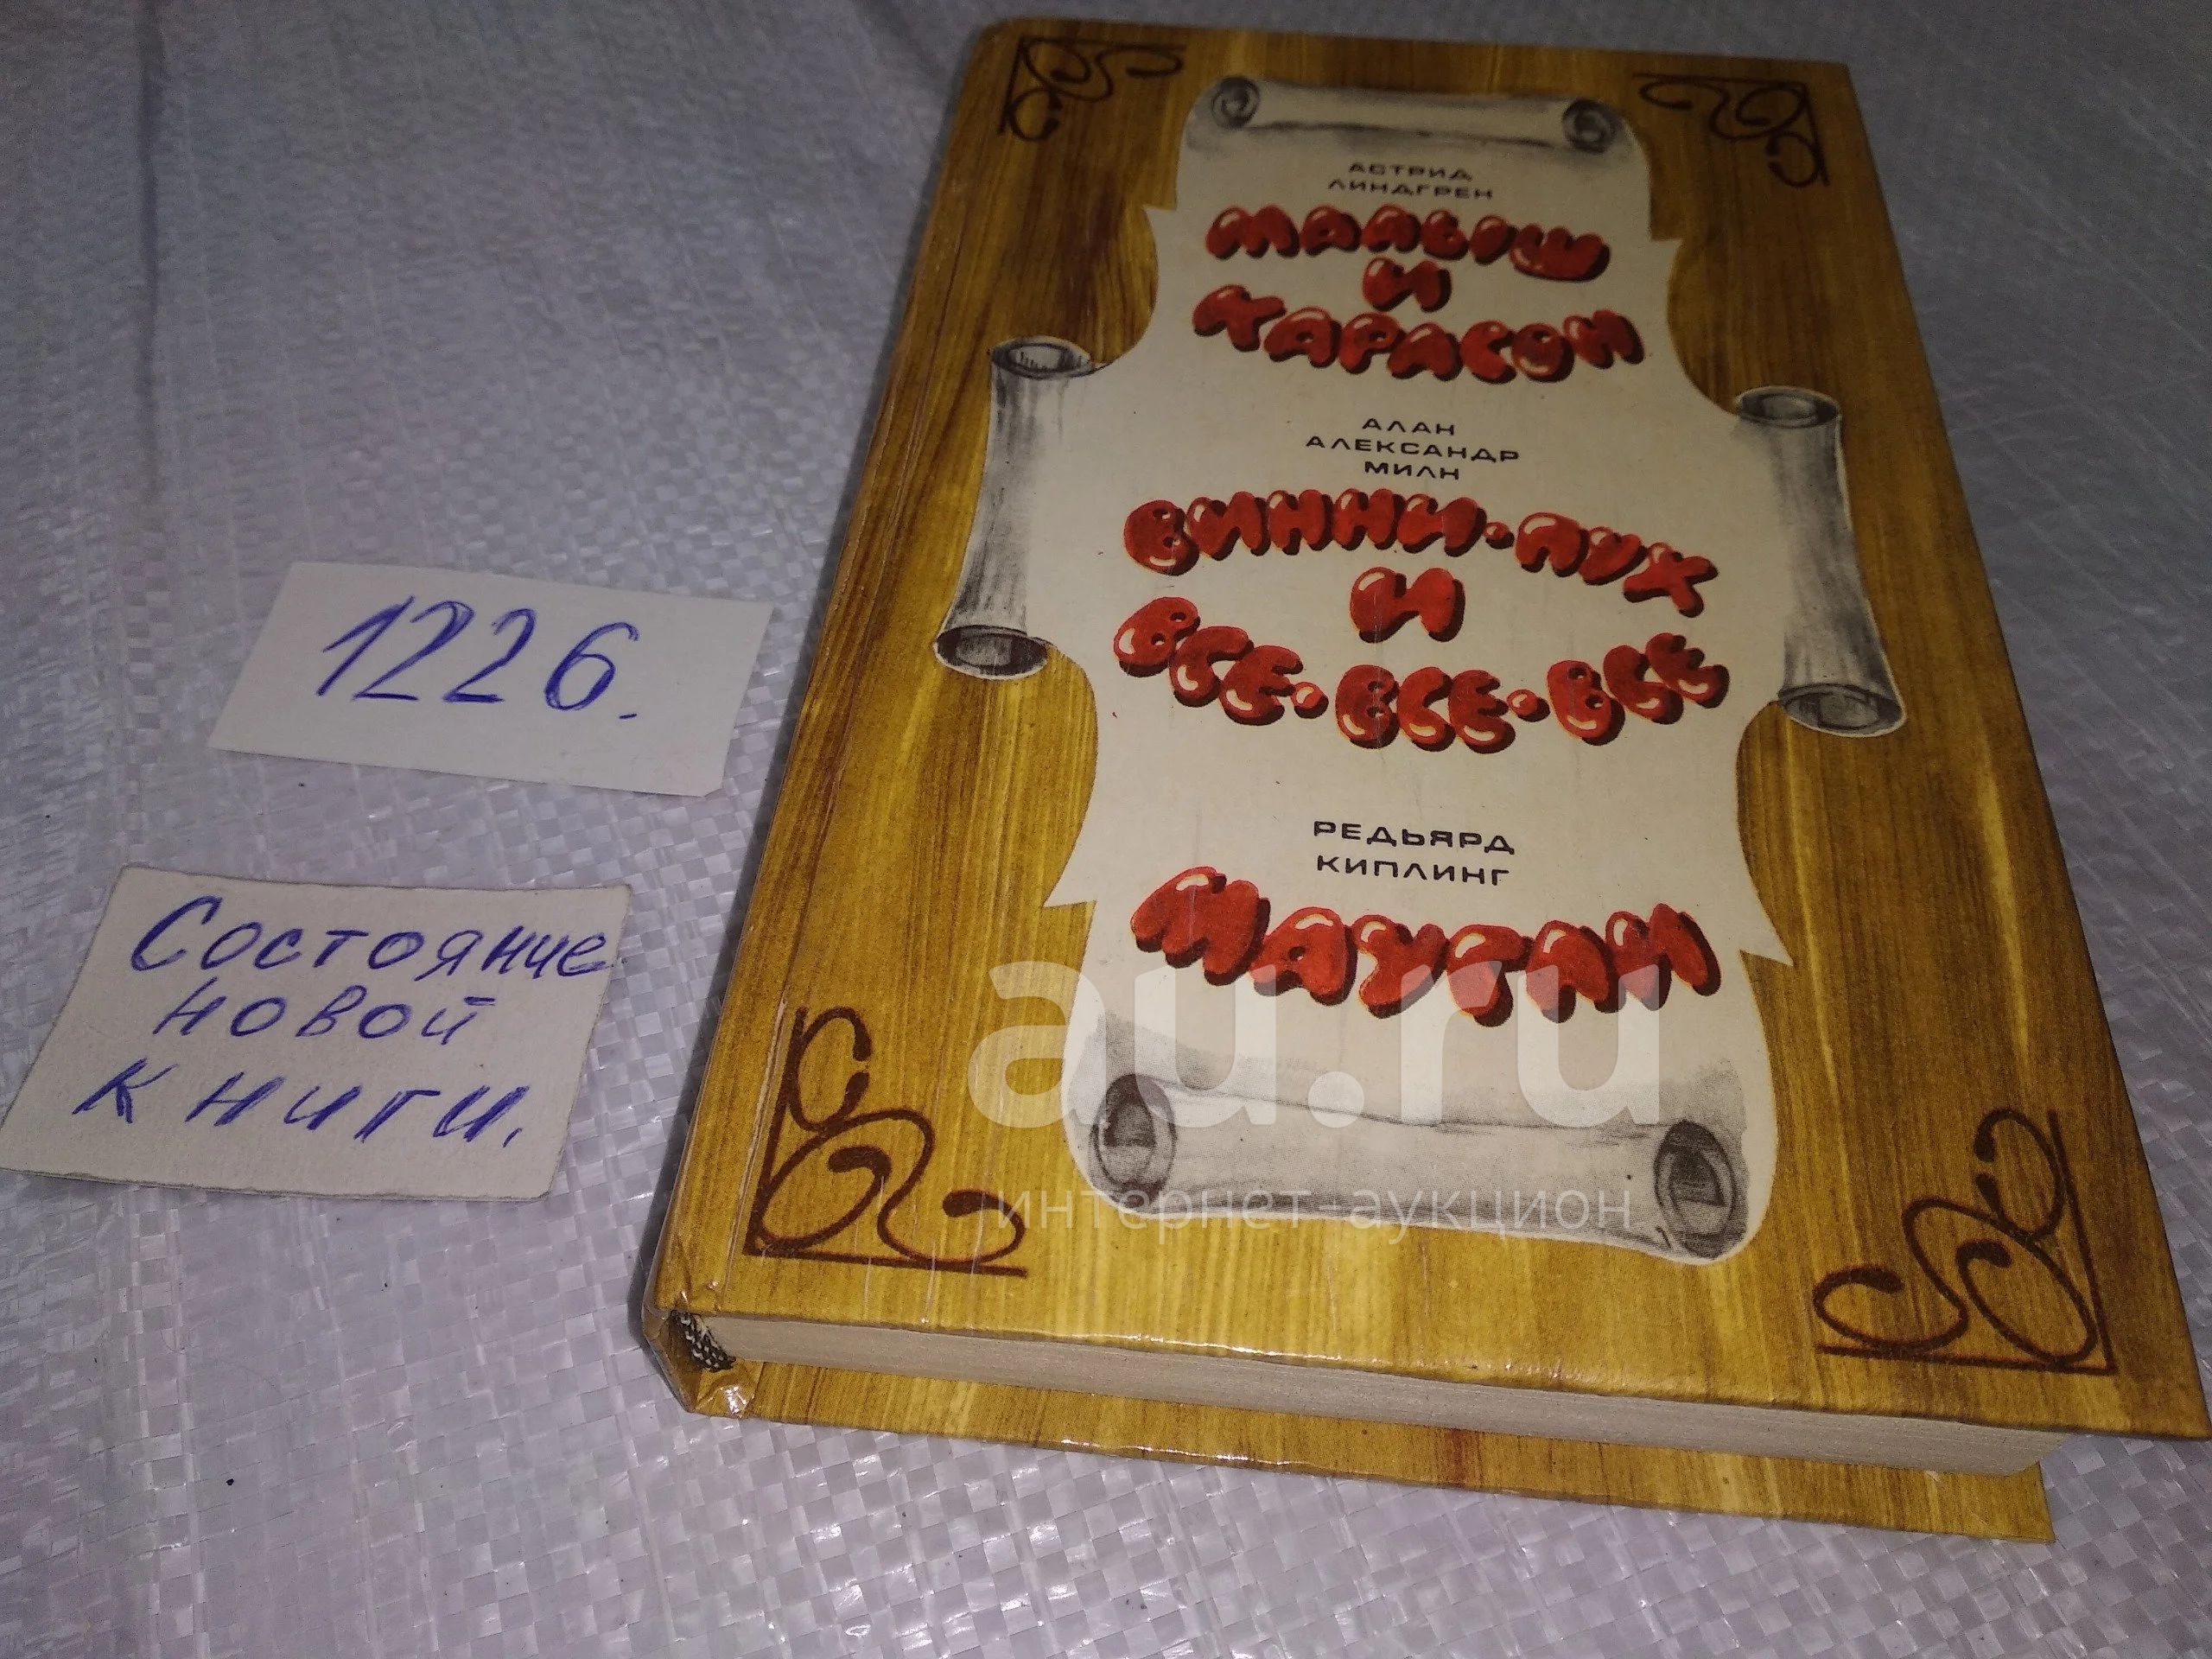 АСТРИД
ЛИНДГРЕН
МАЛЫШ
И
КАРЛСОН
АЛАН
АЛЕКСАНДР
МИЛН
ВИННИ-ПУХ
И
ВСЕ-ВСЕ-ВСЕ
РЕДЬЯРД
КИПЛИНГ
МАУГЛИ
1226.
Состояние
новой
книги.
au.ru
интернет-аукцион